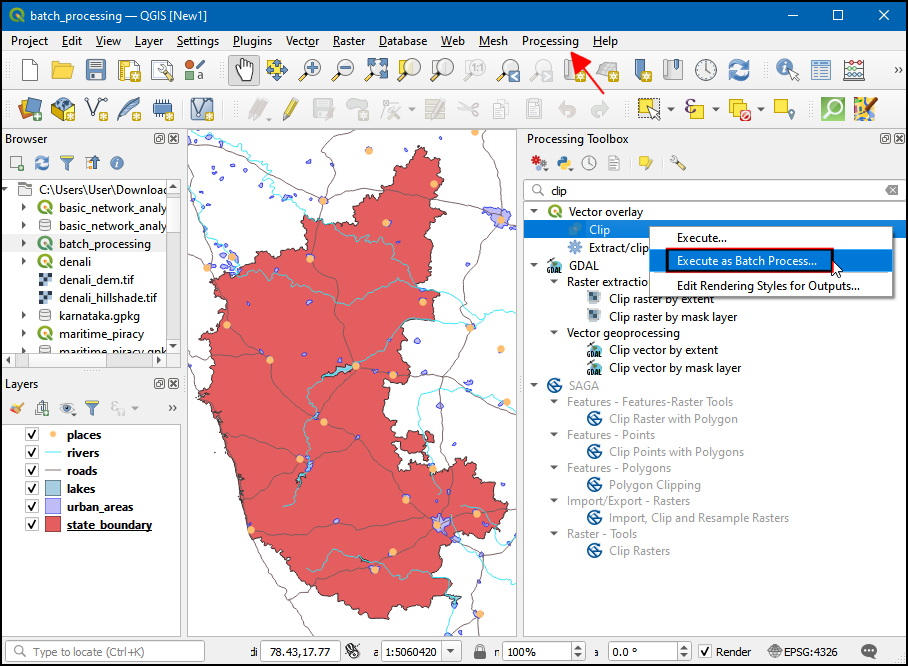 batch_processing — QGIS [New1]
Project Edit View Layer Settings Plugins Vector Raster Database Web Mesh Processing Help
Browser
C:\Users\User\Downloac
basic_network_analy
basic_network_analy
batch_processing
denali
denali_dem.tif
denali_hillshade.tif
karnataka.gpkg
maritime_piracy
maritime_piracy.gpk
Layers
places
rivers
roads
lakes
urban_areas
state_boundary
Processing Toolbox
clip
Vector overlay
Clip
Extract/clip
GDAL
Raster extraction
Clip raster by extent
Clip raster by mask layer
Vector geoprocessing
Clip vector by extent
Clip vector by mask layer
SAGA
Features - Features-Raster Tools
Clip Raster with Polygon
Features - Points
Clip Points with Polygons
Features - Polygons
Polygon Clipping
Import/Export - Rasters
Import, Clip and Resample Rasters
Raster - Tools
Clip Rasters
Execute...
Execute as Batch Process...
Edit Rendering Styles for Outputs...
Type to locate (Ctrl+K) di 78.43,17.77 a 1:5060420 n 100% a 0.0 ° Render EPSG:4326